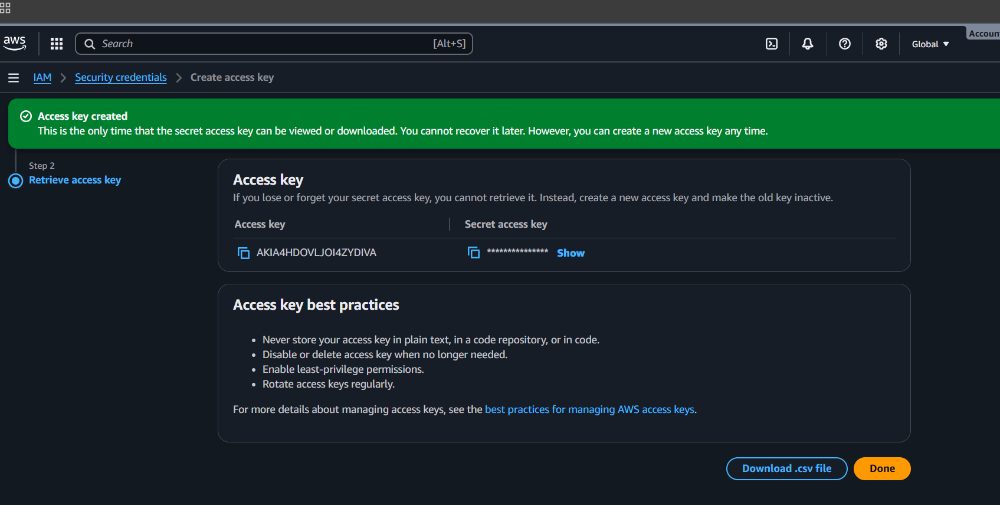 Accoun
aws
Search [Alt+S]
Global
IAM > Security credentials > Create access key
Access key created
This is the only time that the secret access key can be viewed or downloaded. You cannot recover it later. However, you can create a new access key any time.
Step 2
Retrieve access key
Access key
If you lose or forget your secret access key, you cannot retrieve it. Instead, create a new access key and make the old key inactive.
Access key Secret access key
AKIA4HDOVLJOI4ZYDIVA *************** Show
Access key best practices
• Never store your access key in plain text, in a code repository, or in code.
• Disable or delete access key when no longer needed.
• Enable least-privilege permissions.
• Rotate access keys regularly.
For more details about managing access keys, see the best practices for managing AWS access keys.
Download .csv file
Done